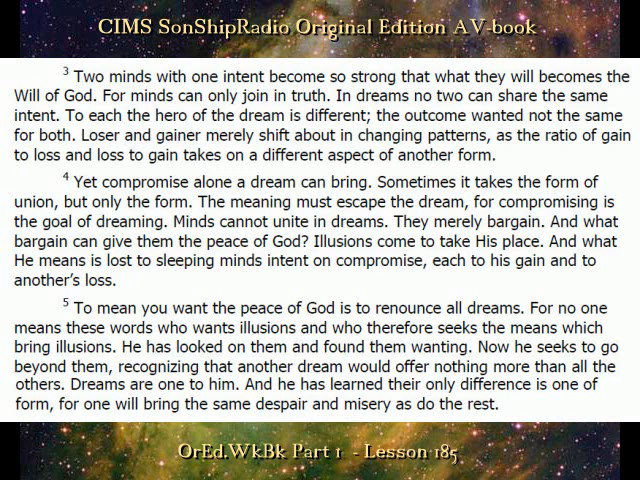 CIMS SonShipRadio Original Edition AV-book
3 Two minds with one intent become so strong that what they will becomes the
Will of God. For minds can only join in truth. In dreams no two can share the same
intent. To each the hero of the dream is different; the outcome wanted not the same
for both. Loser and gainer merely shift about in changing patterns, as the ratio of gain
to loss and loss to gain takes on a different aspect of another form.
4 Yet compromise alone a dream can bring. Sometimes it takes the form of
union, but only the form. The meaning must escape the dream, for compromising is
the goal of dreaming. Minds cannot unite in dreams. They merely bargain. And what
bargain can give them the peace of God? Illusions come to take His place. And what
He means is lost to sleeping minds intent on compromise, each to his gain and to
another’s loss.
5 To mean you want the peace of God is to renounce all dreams. For no one
means these words who wants illusions and who therefore seeks the means which
bring illusions. He has looked on them and found them wanting. Now he seeks to go
beyond them, recognizing that another dream would offer nothing more than all the
others. Dreams are one to him. And he has learned their only difference is one of
form, for one will bring the same despair and misery as do the rest.
OrEd.WkBk Part 1 - Lesson 185